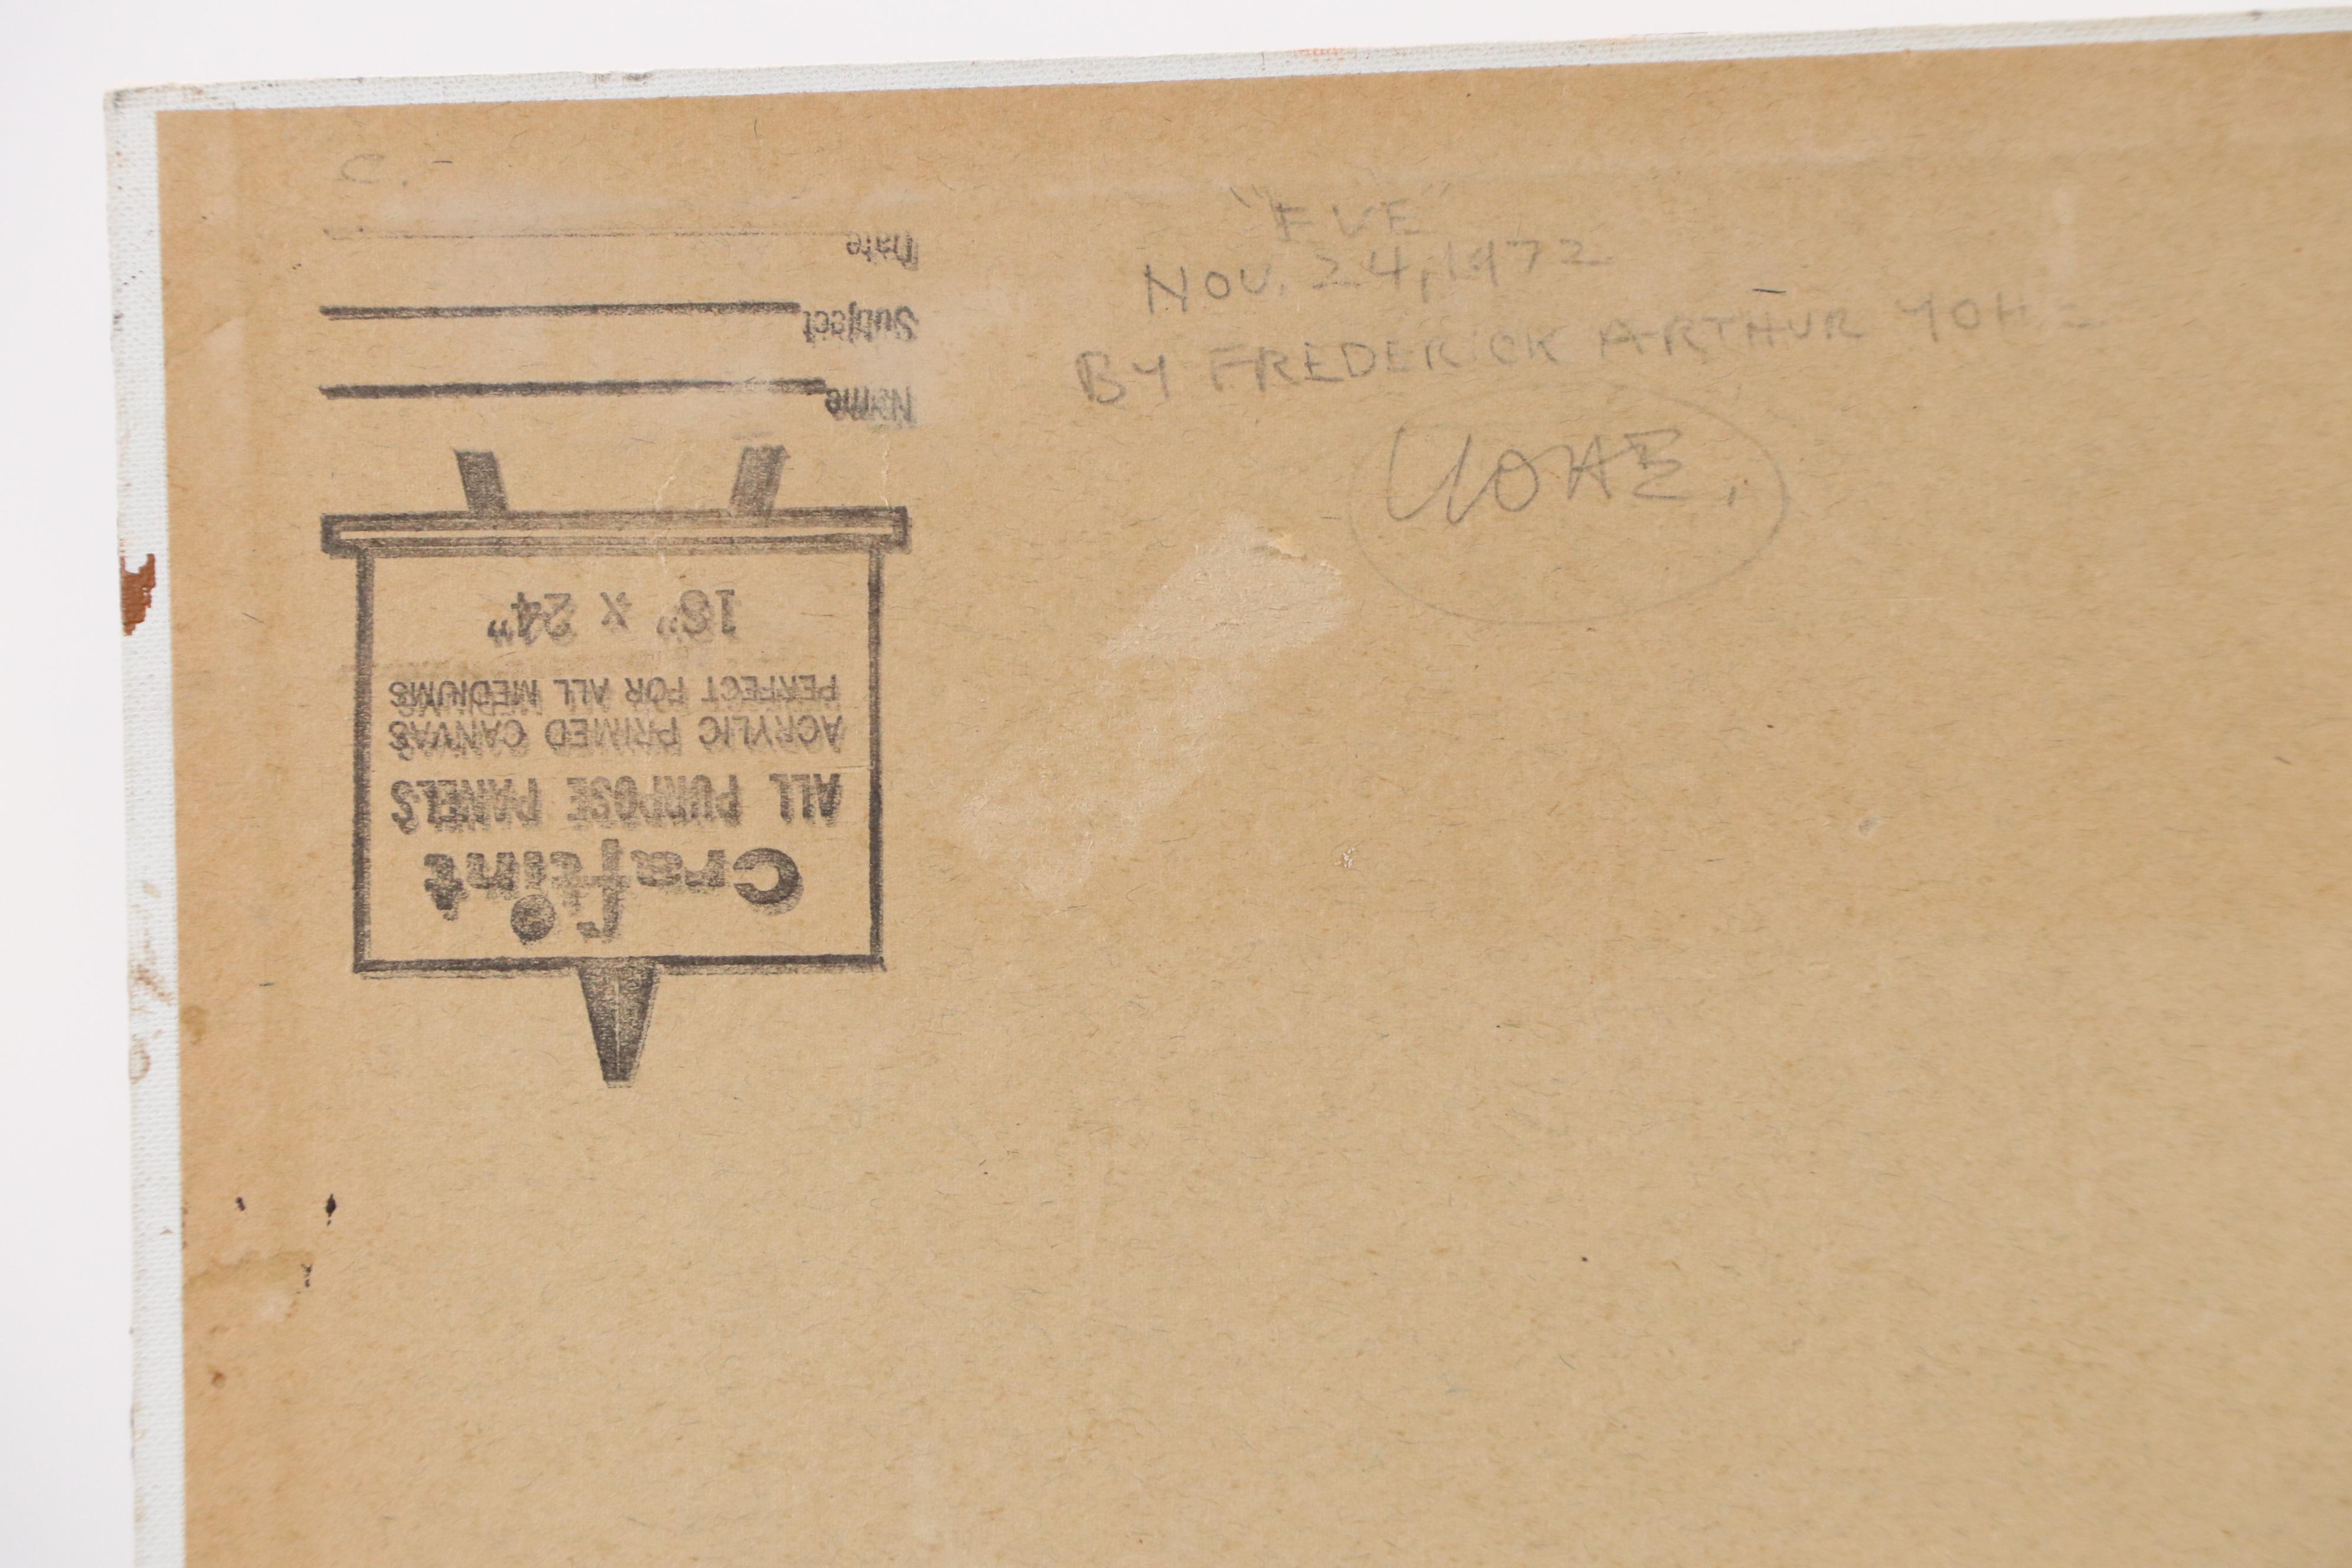 "EVE"
NOV. 24, 1972
BY FREDERICK ARTHUR YOHE
YOHE.
C. -
Crafint
ALL PURPOSE PANELS
ACRYLIC PRIMED CANVAS
PERFECT FOR ALL MEDIUMS
18" x 24"
Name
Subject
Date